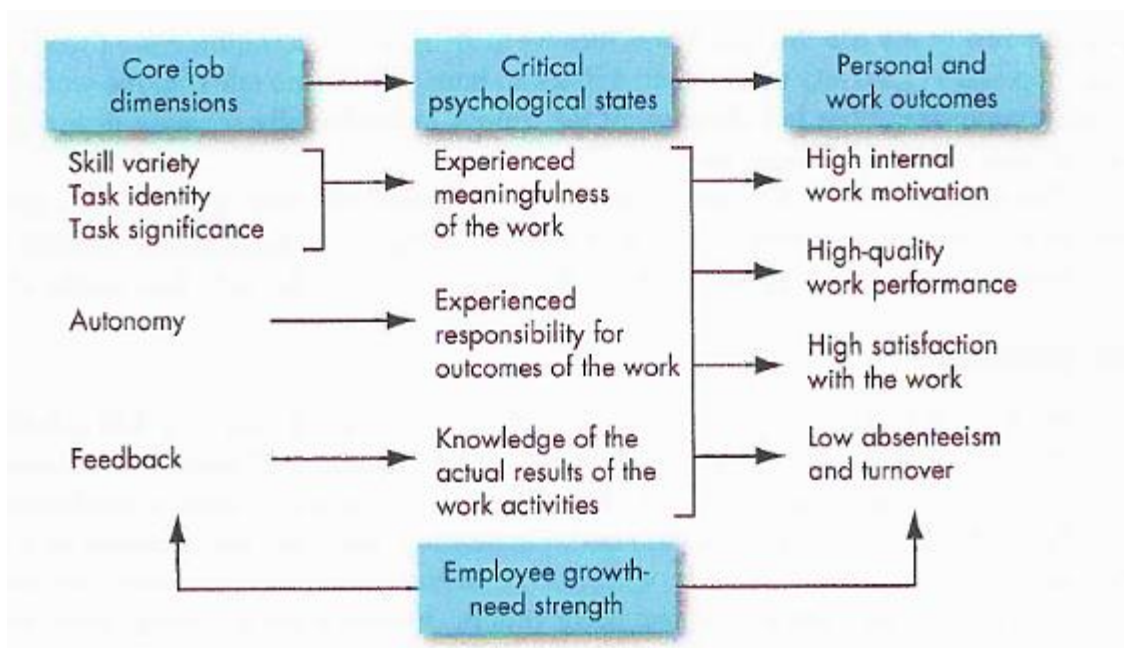 Core job
dimensions
Critical
psychological states
Personal and
work outcomes
Skill variety
Task identity
Task significance
Experienced
meaningfulness
of the work
High internal
work motivation
High-quality
work performance
Autonomy
Experienced
responsibility for
outcomes of the work
High satisfaction
with the work
Feedback
Knowledge of the
actual results of the
work activities
Low absenteeism
and turnover
Employee growth-
need strength